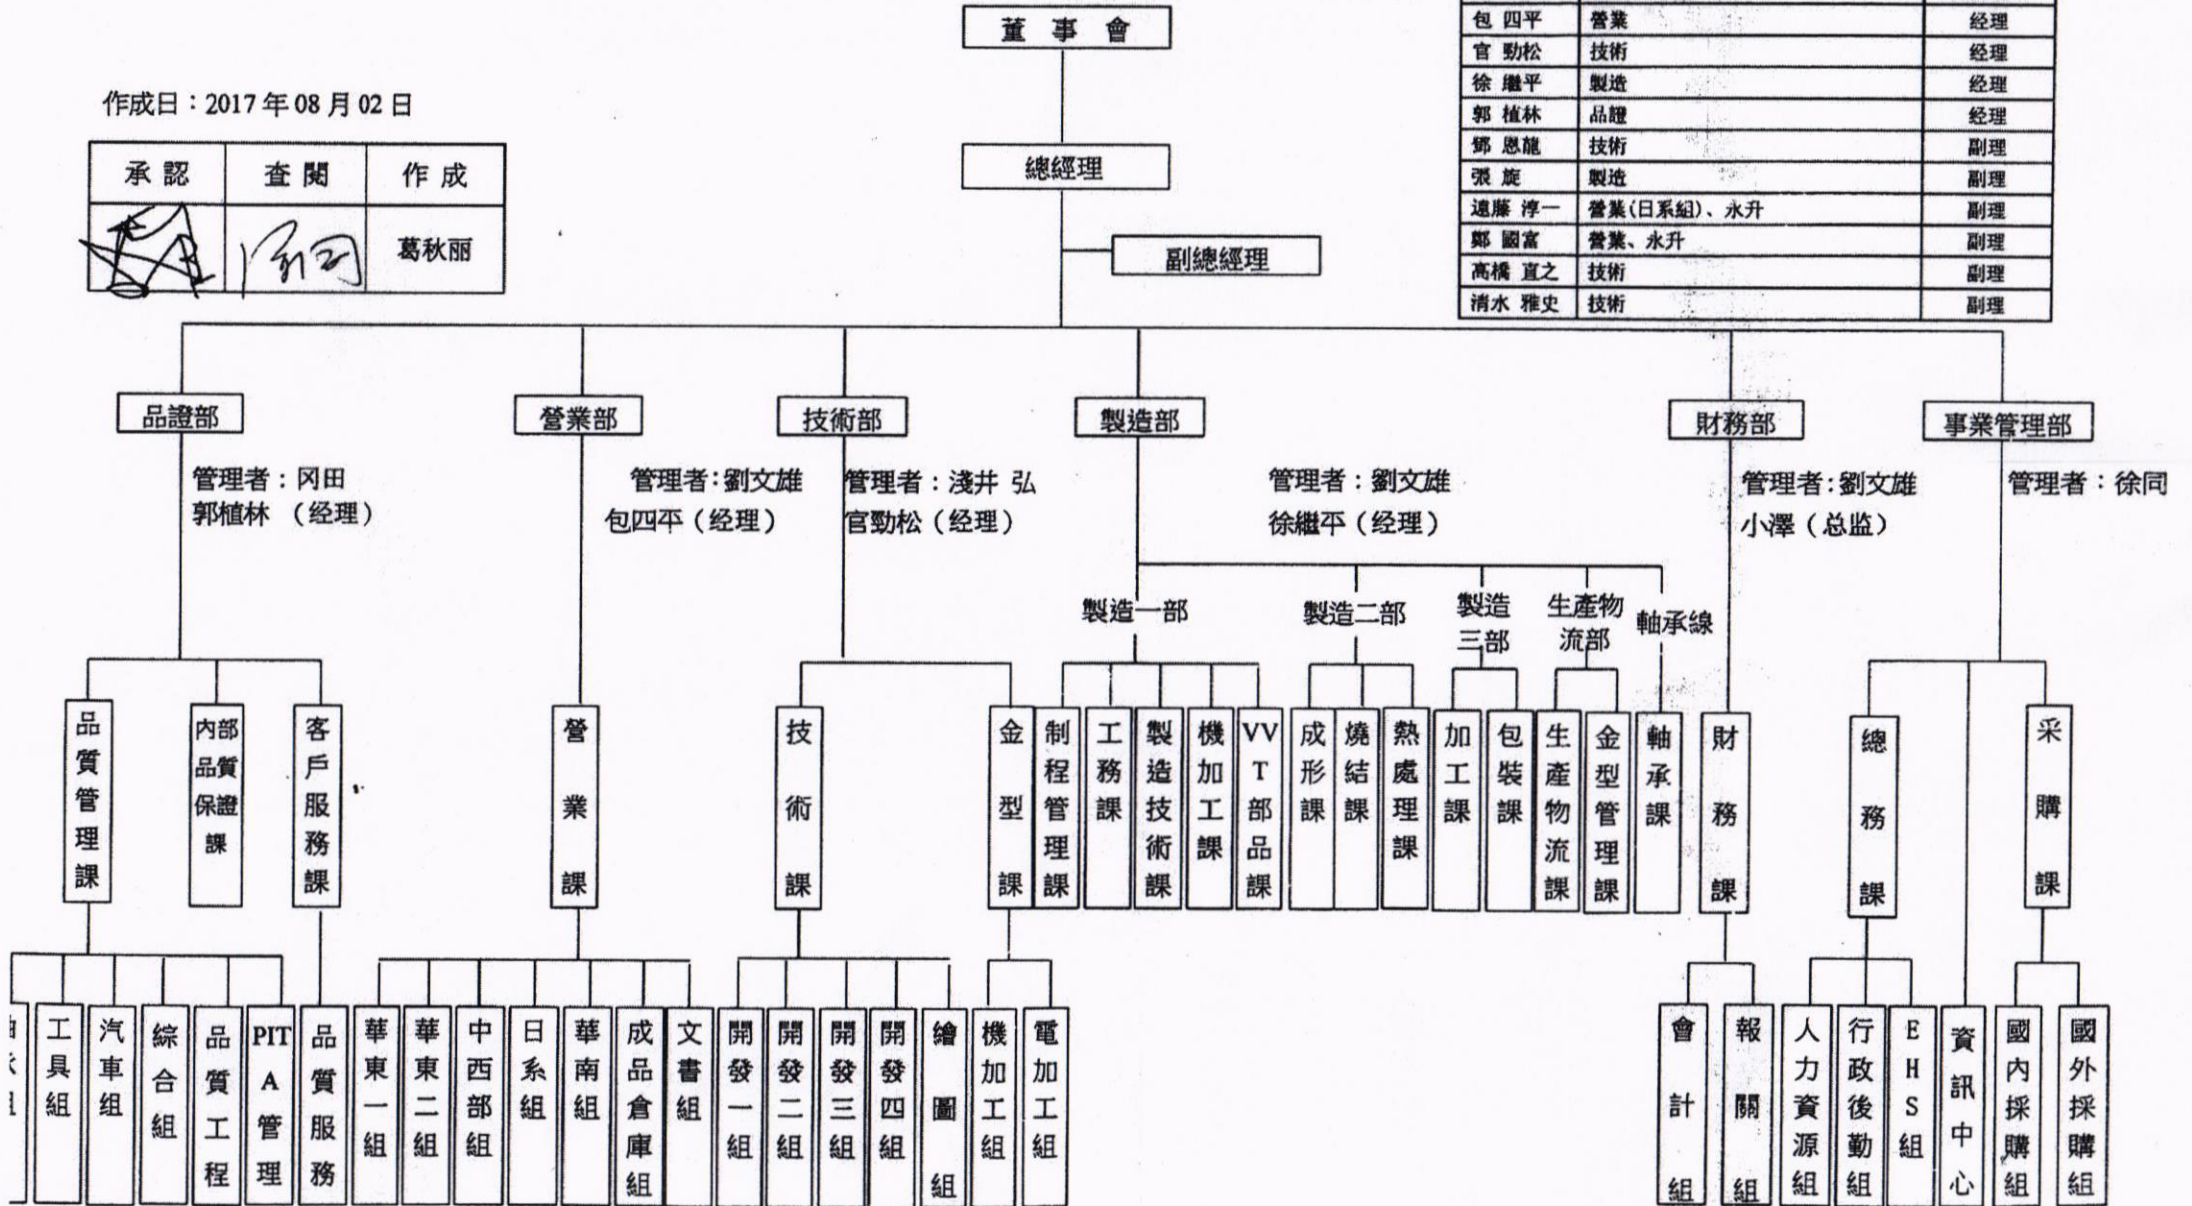 董事會
包 四平 營業 经理
官 勁松 技術 经理
徐 繼平 製造 经理
郭 植林 品證 经理
鄧 恩龍 技術 副理
張 旋 製造 副理
遠藤 淳一 營業(日系組)、永升 副理
鄭 國富 營業、永升 副理
高橋 直之 技術 副理
清水 雅史 技術 副理
作成日：2017年08月02日
承認 查閱 作成
葛秋丽
總經理
副總經理
品證部 營業部 技術部 製造部 財務部 事業管理部
管理者：冈田
郭植林 （经理）
管理者：劉文雄
包四平（经理）
管理者：淺井 弘
官勁松（经理）
管理者：劉文雄
徐繼平（经理）
管理者：劉文雄
小澤（总监）
管理者：徐同
製造一部
製造二部
製造三部
生產物流部
軸承線
品質管理課
内部品質保證課
客戶服務課
營業課
技術課
金型課
制程管理課
工務課
製造技術課
機加工課
VVT部品課
成形課
燒結課
熱處理課
加工課
包裝課
生產物流課
金型管理課
軸承課
財務課
總務課
采購課
工具組
汽車组
綜合組
品質工程
PITA管理
品質服務
華東一組
華東二組
中西部組
日系組
華南組
成品倉庫組
文書組
開發一組
開發二組
開發三組
開發四組
繪圖組
機加工組
電加工組
會計組
報關組
人力資源組
行政後勤組
EHS組
資訊中心
國内採購組
國外採購組